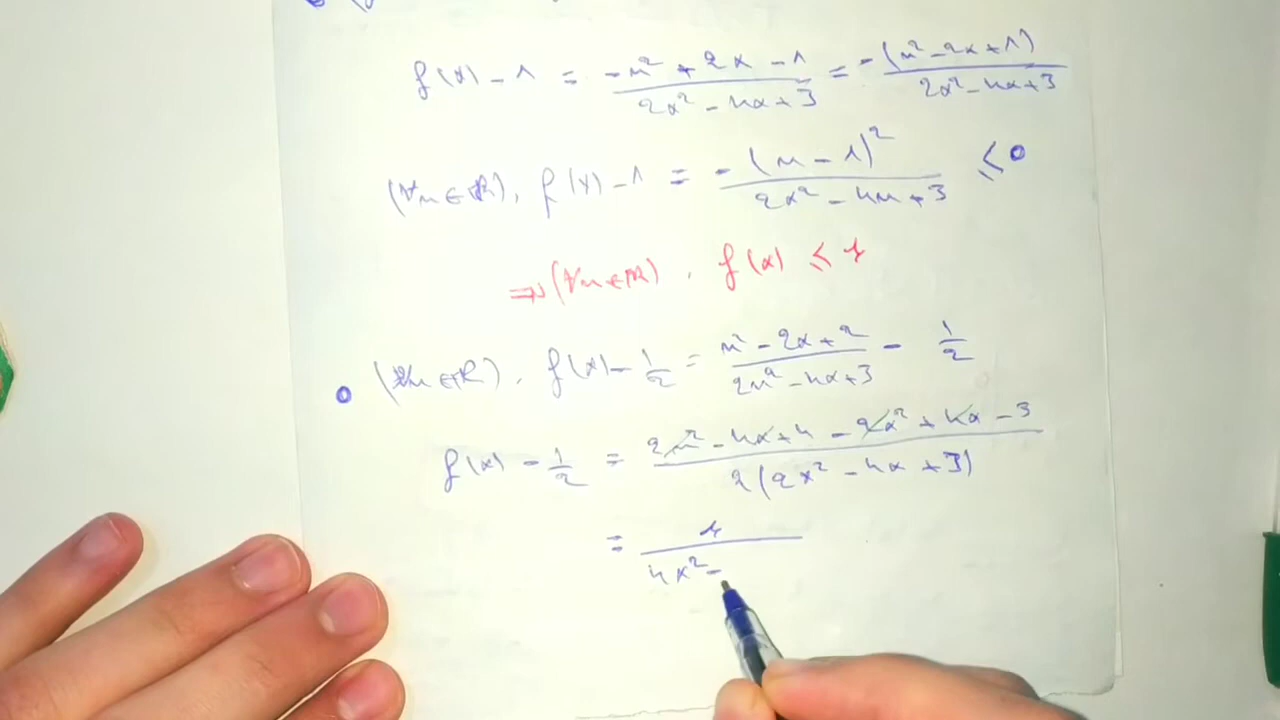 f(x) - 1 = (-x² + 2x - 1)/(2x² - 4x + 3) = -(x² - 2x + 1)/(2x² - 4x + 3)
(∀x ∈ ℝ), f(x) - 1 = -(x - 1)²/(2x² - 4x + 3) ≤ 0
⇒ (∀x ∈ ℝ), f(x) ≤ 1
• (∀x ∈ ℝ), f(x) - 1/2 = (x² - 2x + 2)/(2x² - 4x + 3) - 1/2
f(x) - 1/2 = (2x² - 4x + 4 - 2x² + 4x - 3)/(2(2x² - 4x + 3))
= 1/(4x² -